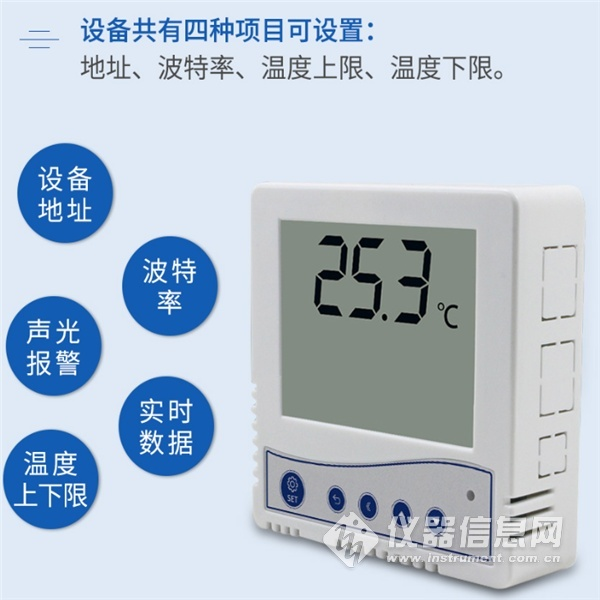 设备共有四种项目可设置：
地址、波特率、温度上限、温度下限。
设备
地址
波特
率
声光
报警
实时
数据
温度
上下限
25.3 ℃
SET
仪器信息网
www.instrument.com.cn